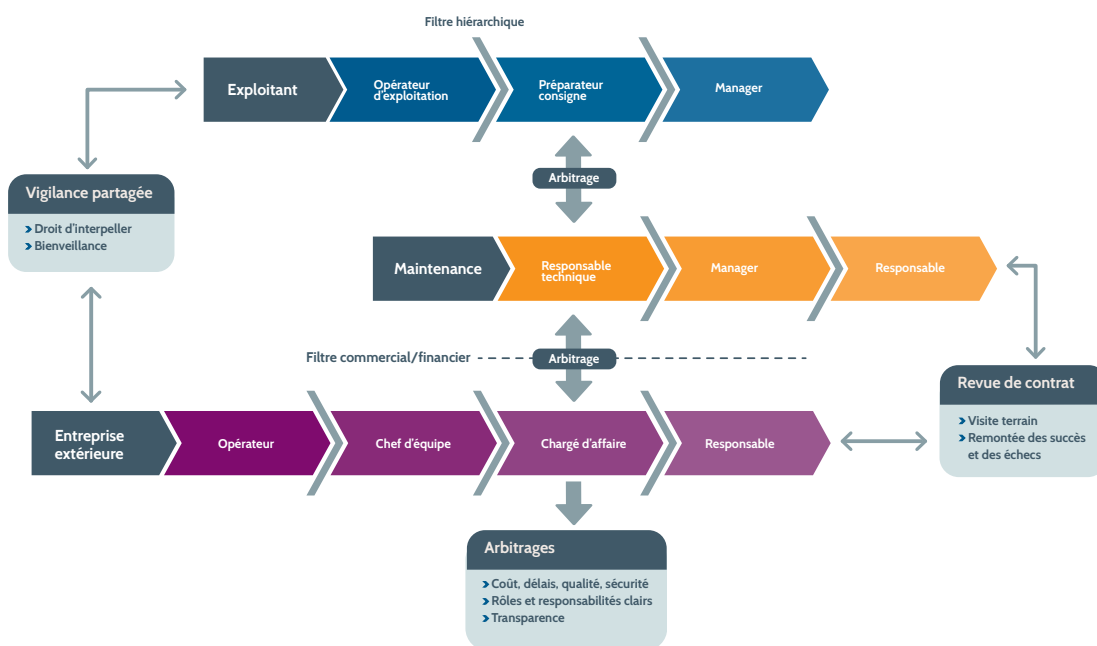 Filtre hiérarchique
Exploitant
Opérateur
d'exploitation
Préparateur
consigne
Manager
Arbitrage
Vigilance partagée
Droit d'interpeller
Bienveillance
Maintenance
Responsable
technique
Manager
Responsable
Filtre commercial/financier
Arbitrage
Revue de contrat
Visite terrain
Remontée des succès
et des échecs
Entreprise
extérieure
Opérateur
Chef d'équipe
Chargé d'affaire
Responsable
Arbitrages
Coût, délais, qualité, sécurité
Rôles et responsabilités clairs
Transparence